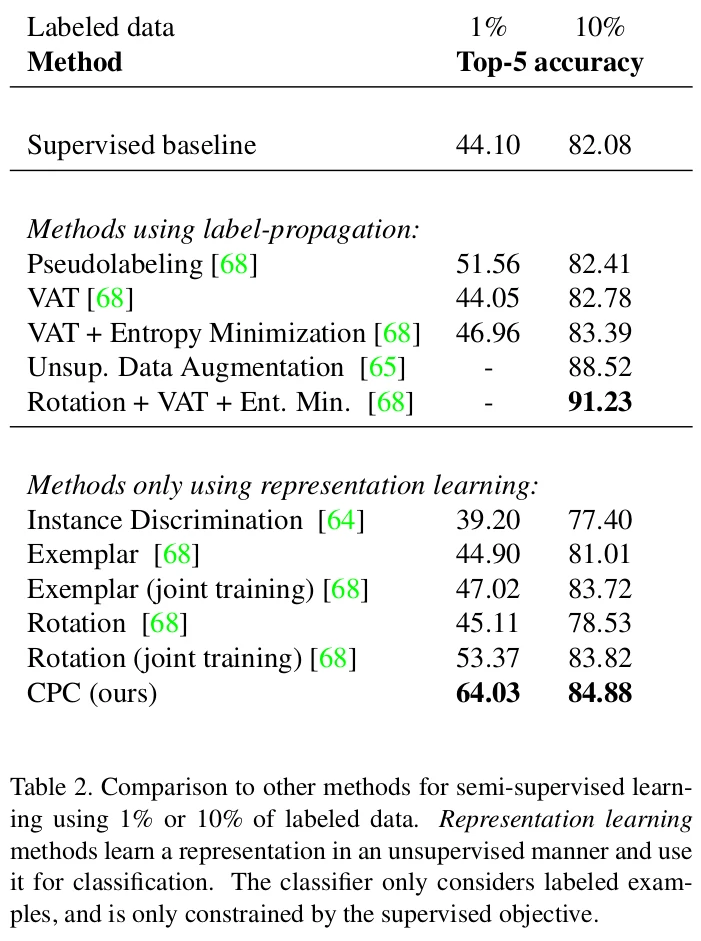 Labeled data 1% 10%
Method Top-5 accuracy
Supervised baseline 44.10 82.08
Methods using label-propagation:
Pseudolabeling [68] 51.56 82.41
VAT [68] 44.05 82.78
VAT + Entropy Minimization [68] 46.96 83.39
Unsup. Data Augmentation [65] - 88.52
Rotation + VAT + Ent. Min. [68] - 91.23
Methods only using representation learning:
Instance Discrimination [64] 39.20 77.40
Exemplar [68] 44.90 81.01
Exemplar (joint training) [68] 47.02 83.72
Rotation [68] 45.11 78.53
Rotation (joint training) [68] 53.37 83.82
CPC (ours) 64.03 84.88
Table 2. Comparison to other methods for semi-supervised learn-
ing using 1% or 10% of labeled data. Representation learning
methods learn a representation in an unsupervised manner and use
it for classification. The classifier only considers labeled exam-
ples, and is only constrained by the supervised objective.